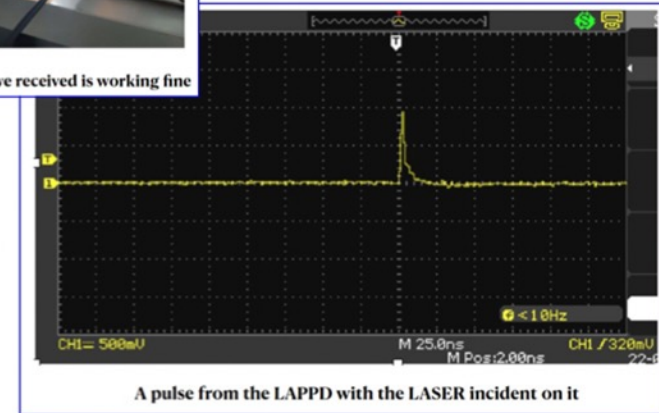 ve received is working fine
T
T
1
<10Hz
CH1= 500mV
M 25.0ns
CH1 / 320mV
M Pos:2.00ns
22-
A pulse from the LAPPD with the LASER incident on it